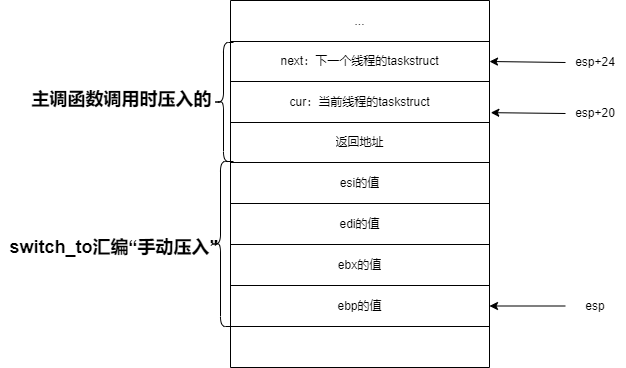 ...
next：下一个线程的taskstruct
esp+24
主调函数调用时压入的
cur：当前线程的taskstruct
esp+20
返回地址
esi的值
edi的值
switch_to汇编“手动压入”
ebx的值
ebp的值
esp